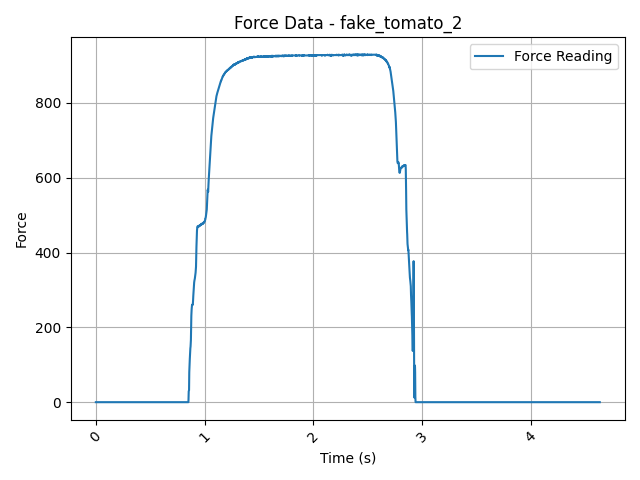 Force Data - fake_tomato_2
Force Reading
800
600
400
200
0
Force
0 1 2 3 4
Time (s)